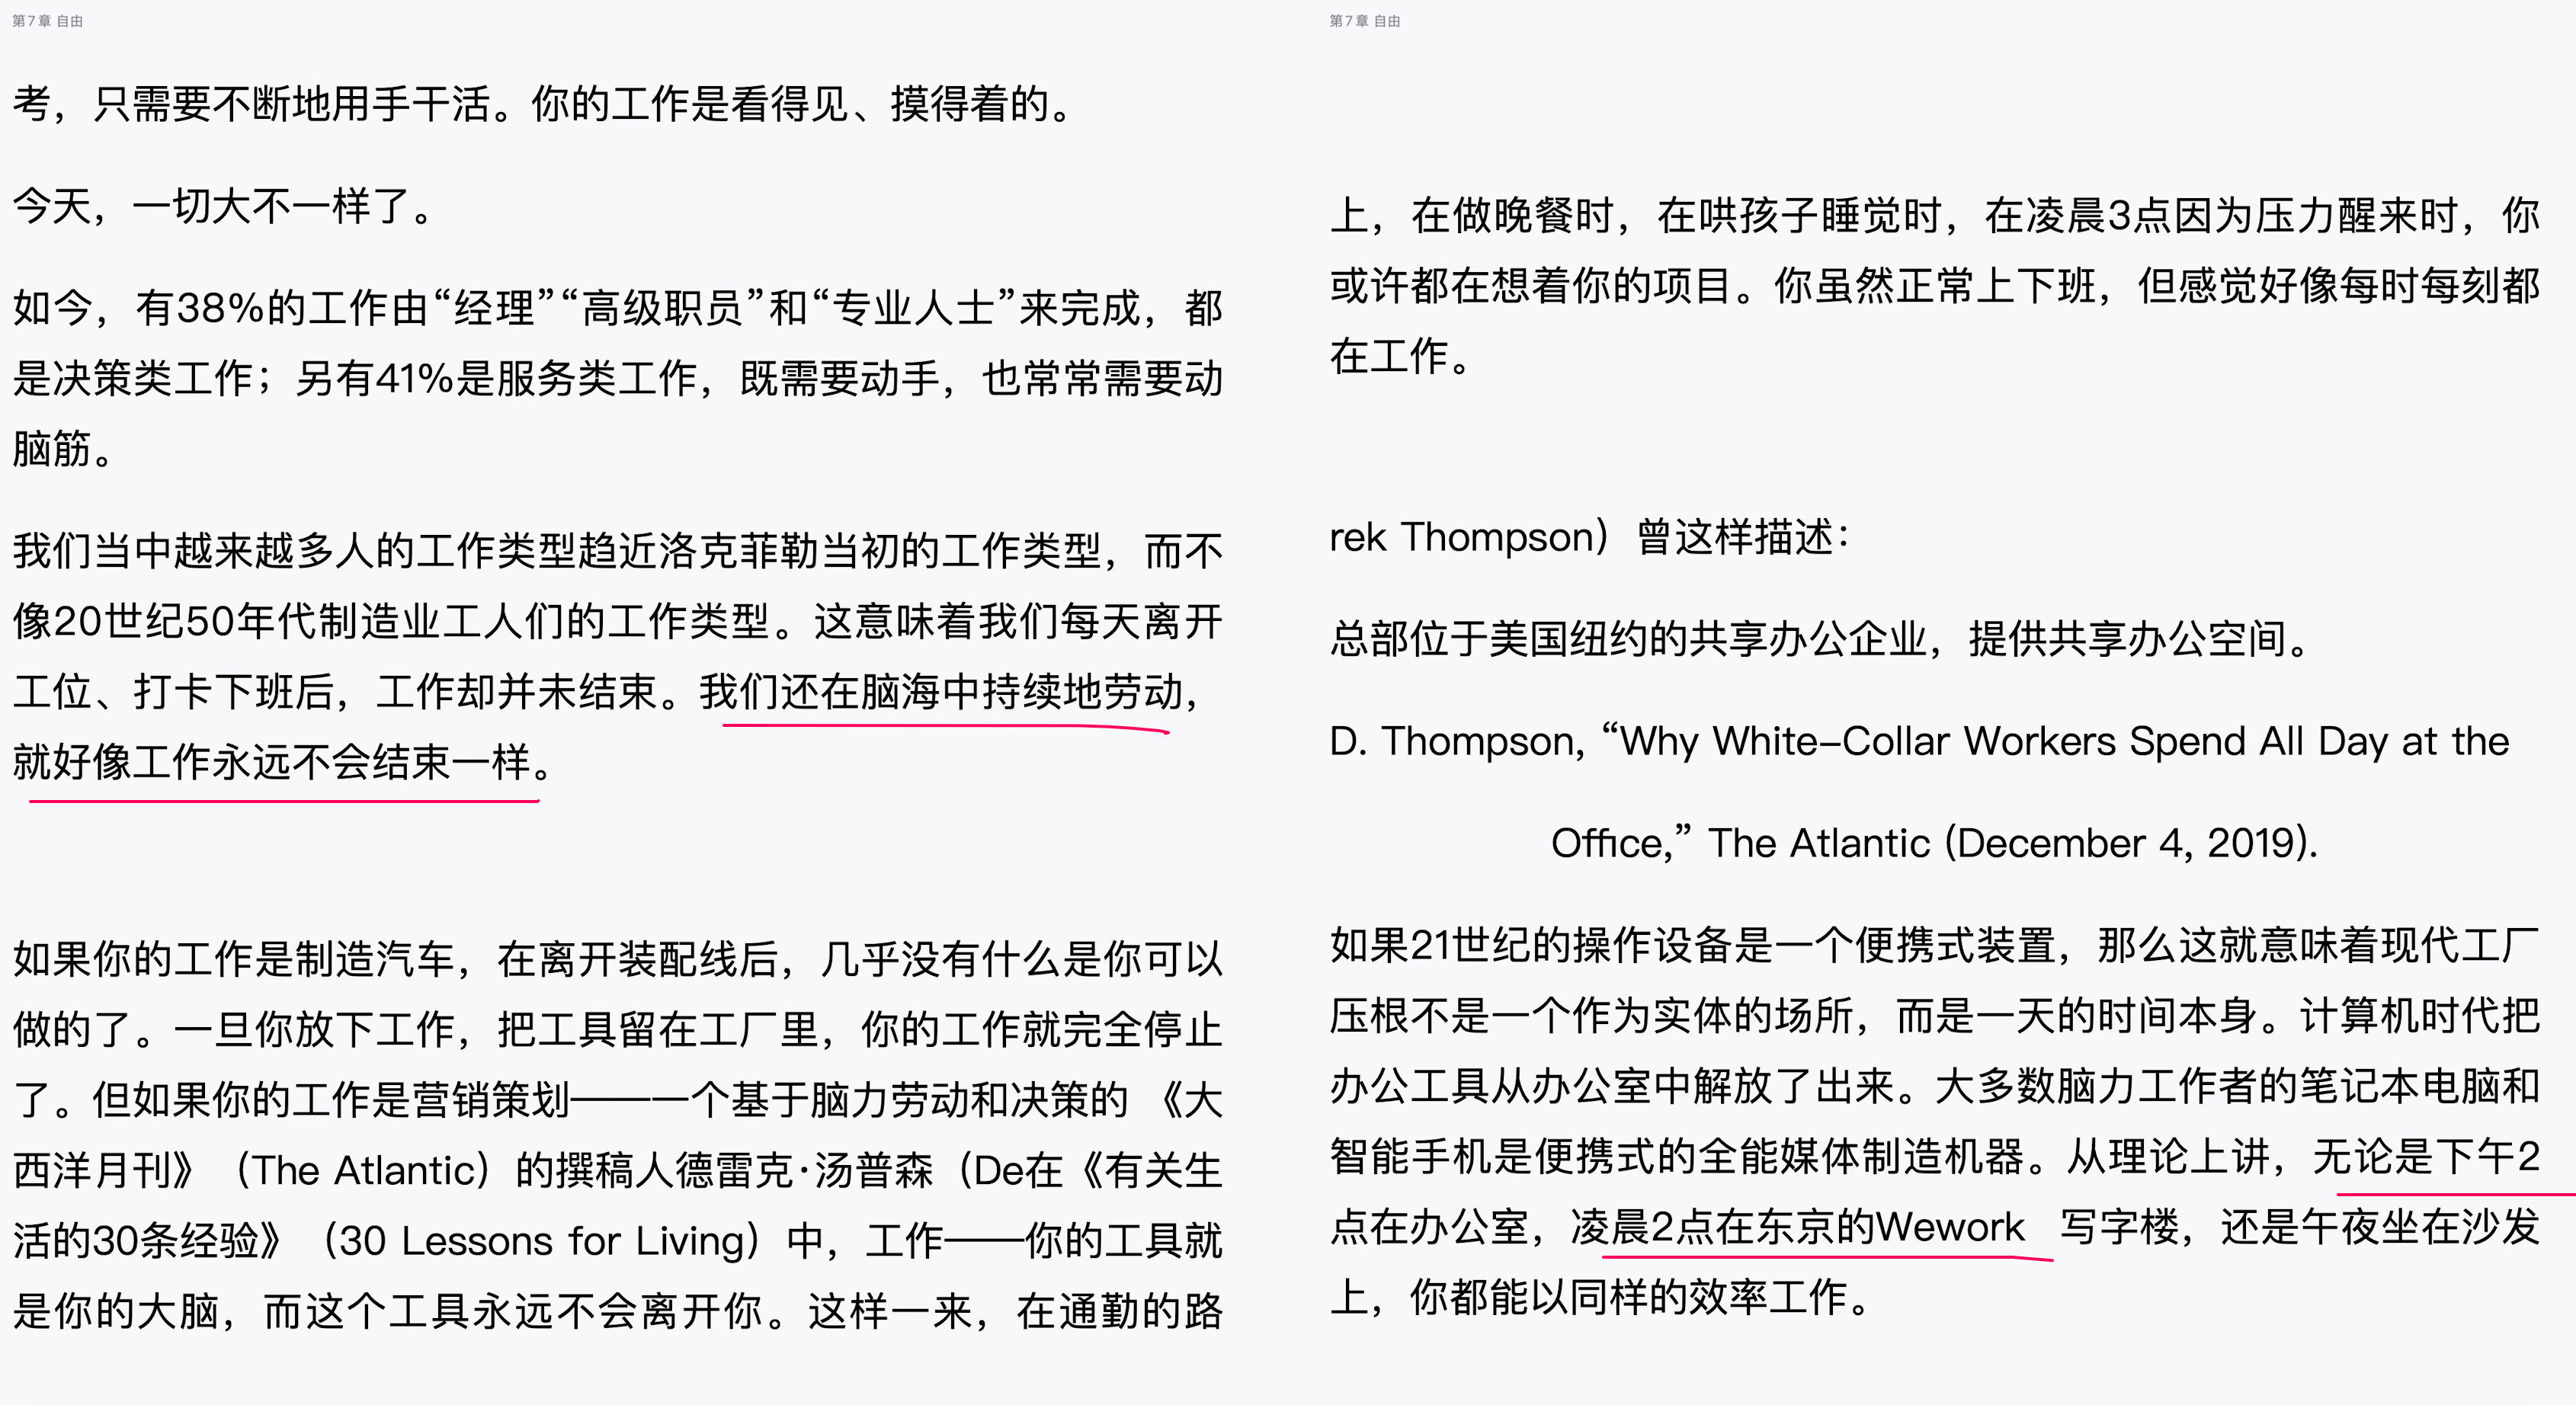 第7章 自由
考，只需要不断地用手干活。你的工作是看得见、摸得着的。
今天，一切大不一样了。
如今，有38%的工作由“经理”“高级职员”和“专业人士”来完成，都
是决策类工作；另有41%是服务类工作，既需要动手，也常常需要动
脑筋。
我们当中越来越多人的工作类型趋近洛克菲勒当初的工作类型，而不
像20世纪50年代制造业工人们的工作类型。这意味着我们每天离开
工位、打卡下班后，工作却并未结束。我们还在脑海中持续地劳动，
就好像工作永远不会结束一样。
如果你的工作是制造汽车，在离开装配线后，几乎没有什么是你可以
做的了。一旦你放下工作，把工具留在工厂里，你的工作就完全停止
了。但如果你的工作是营销策划——一个基于脑力劳动和决策的 《大
西洋月刊》（The Atlantic）的撰稿人德雷克·汤普森（De在《有关生
活的30条经验》（30 Lessons for Living）中，工作——你的工具就
是你的大脑，而这个工具永远不会离开你。这样一来，在通勤的路
第7章 自由
上，在做晚餐时，在哄孩子睡觉时，在凌晨3点因为压力醒来时，你
或许都在想着你的项目。你虽然正常上下班，但感觉好像每时每刻都
在工作。
rek Thompson）曾这样描述：
总部位于美国纽约的共享办公企业，提供共享办公空间。
D. Thompson, “Why White–Collar Workers Spend All Day at the
Office,” The Atlantic (December 4, 2019).
如果21世纪的操作设备是一个便携式装置，那么这就意味着现代工厂
压根不是一个作为实体的场所，而是一天的时间本身。计算机时代把
办公工具从办公室中解放了出来。大多数脑力工作者的笔记本电脑和
智能手机是便携式的全能媒体制造机器。从理论上讲，无论是下午2
点在办公室，凌晨2点在东京的Wework 写字楼，还是午夜坐在沙发
上，你都能以同样的效率工作。